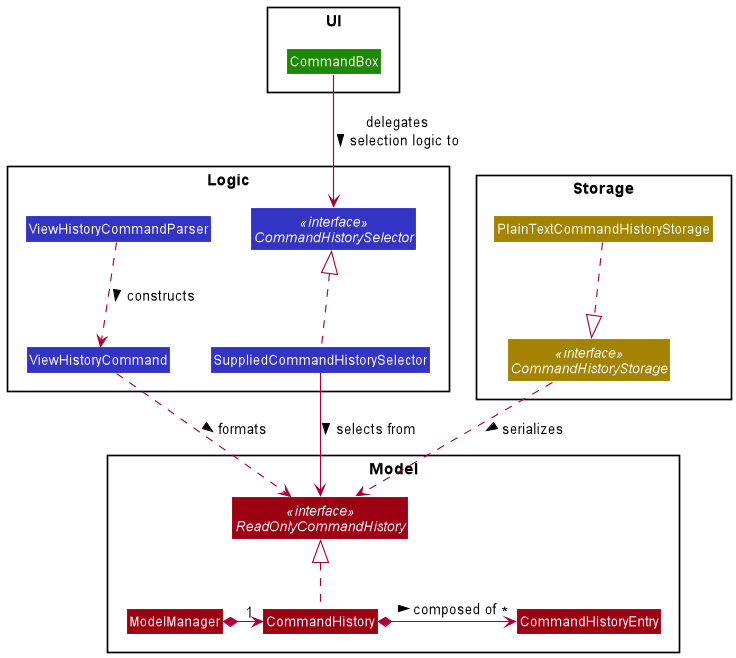 UI
CommandBox
delegates
selection logic to
Logic
ViewHistoryCommandParser
«interface»
CommandHistorySelector
constructs
ViewHistoryCommand
SuppliedCommandHistorySelector
Storage
PlainTextCommandHistoryStorage
«interface»
CommandHistoryStorage
formats
selects from
serializes
Model
«interface»
ReadOnlyCommandHistory
ModelManager
1
CommandHistory
composed of *
CommandHistoryEntry